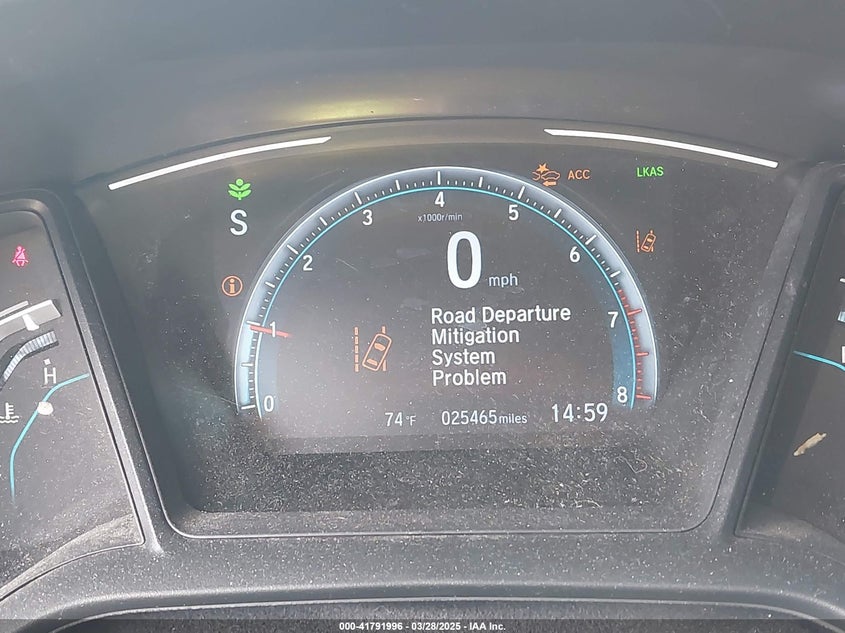 ACC
LKAS
S
x1000r/min
0
1
2
3
4
5
6
7
8
0 mph
Road Departure
Mitigation
System
Problem
74°F 025465 miles 14:59
H
000-41791996 - 03/28/2025 - IAA Inc.